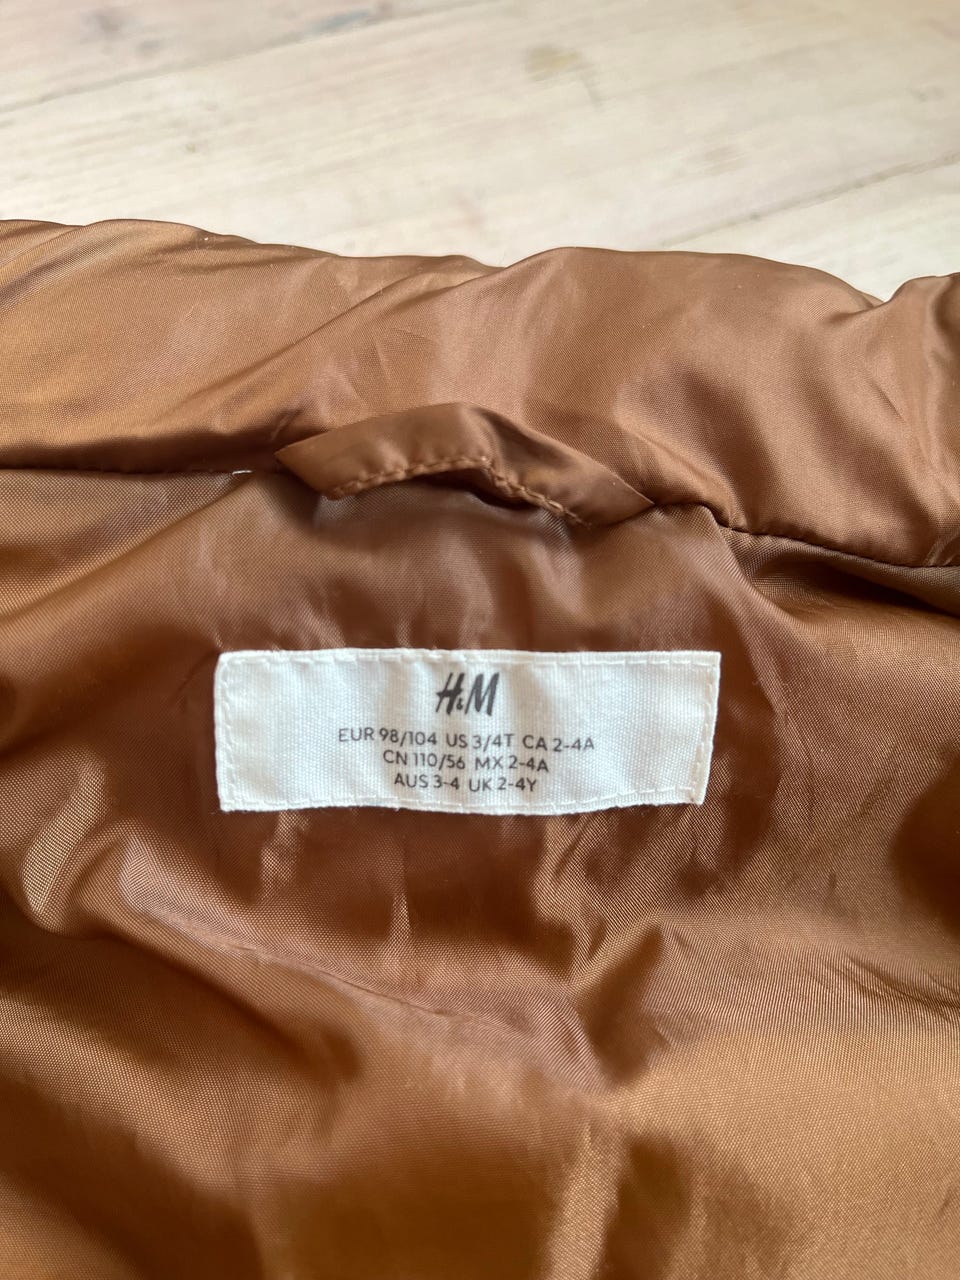 H&M
EUR 98/104 US 3/4T CA 2-4A
CN 110/56 MX 2-4A
AUS 3-4 UK 2-4Y